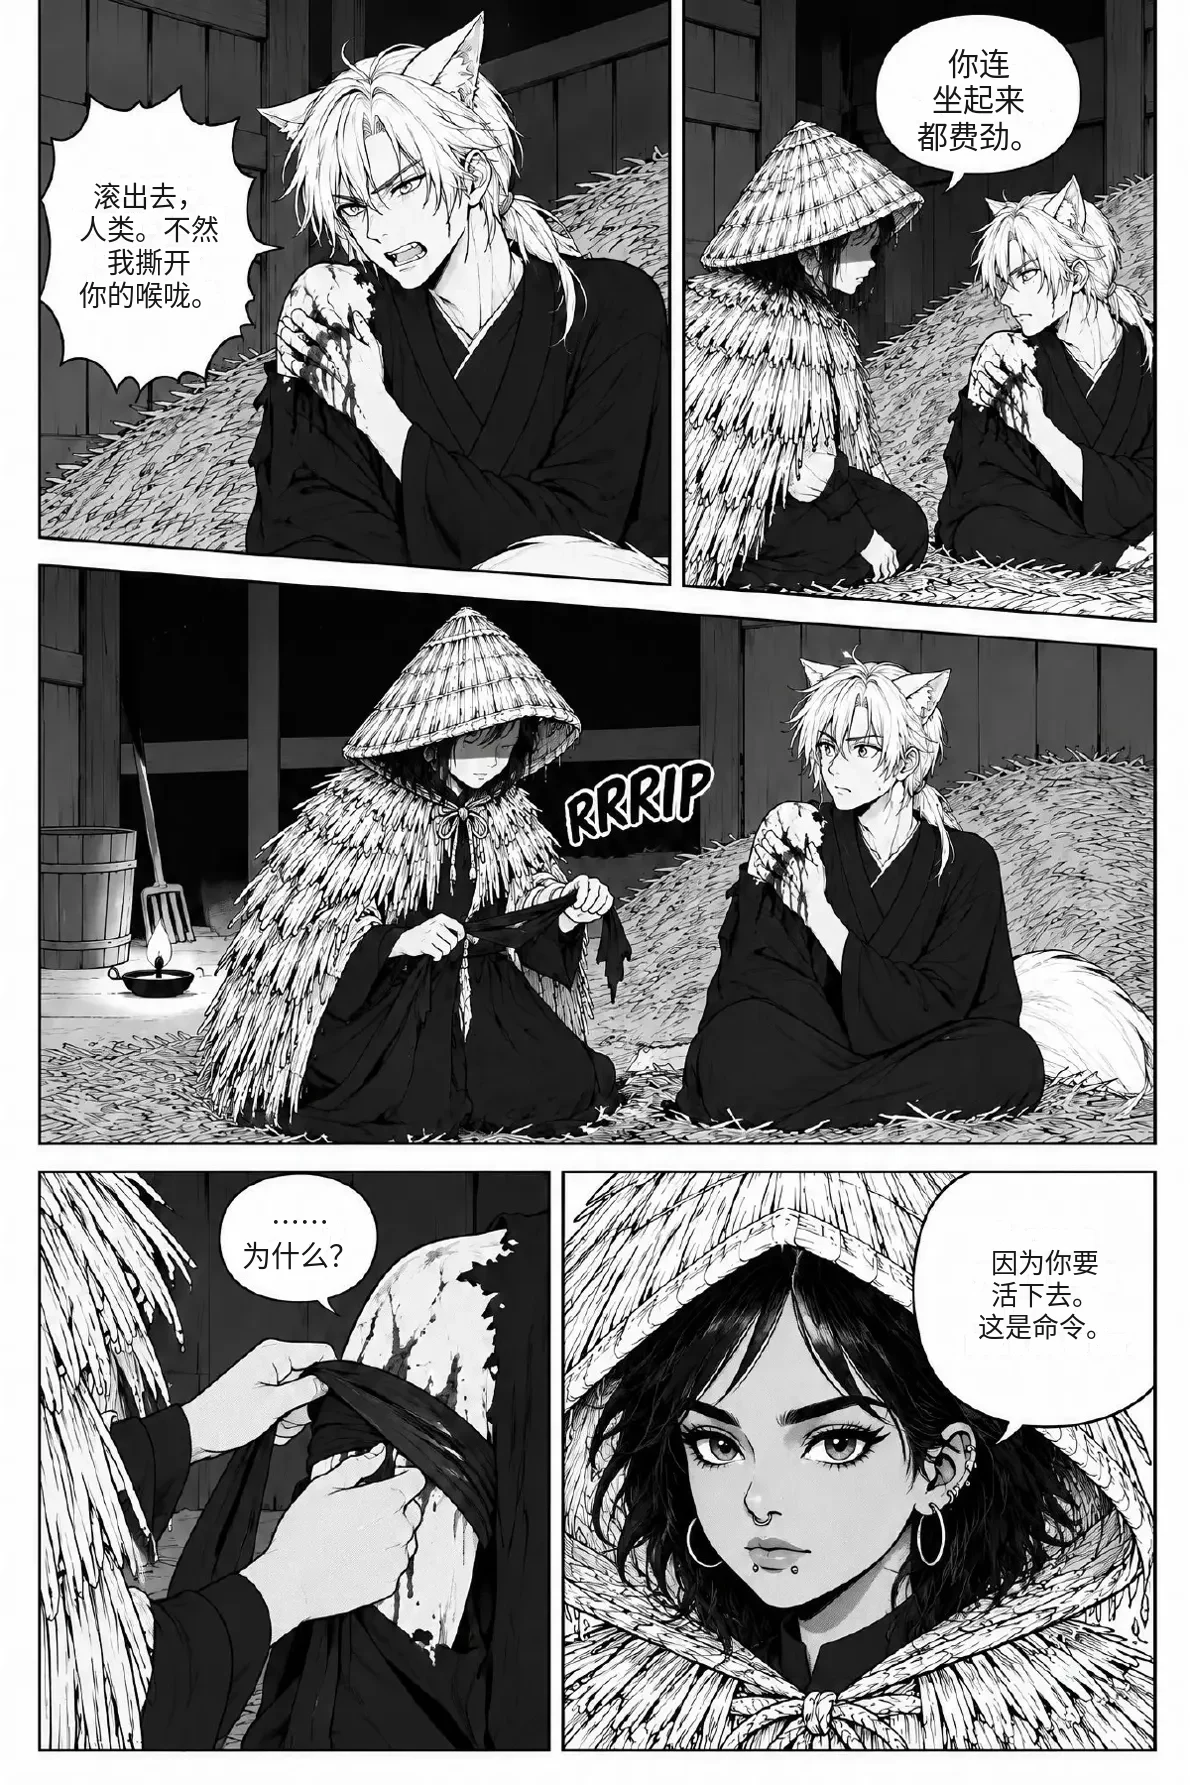 滚出去，
人类。不然
我撕开
你的喉咙。
你连
坐起来
都费劲。
RRRIP
……
为什么？
因为你要
活下去。
这是命令。